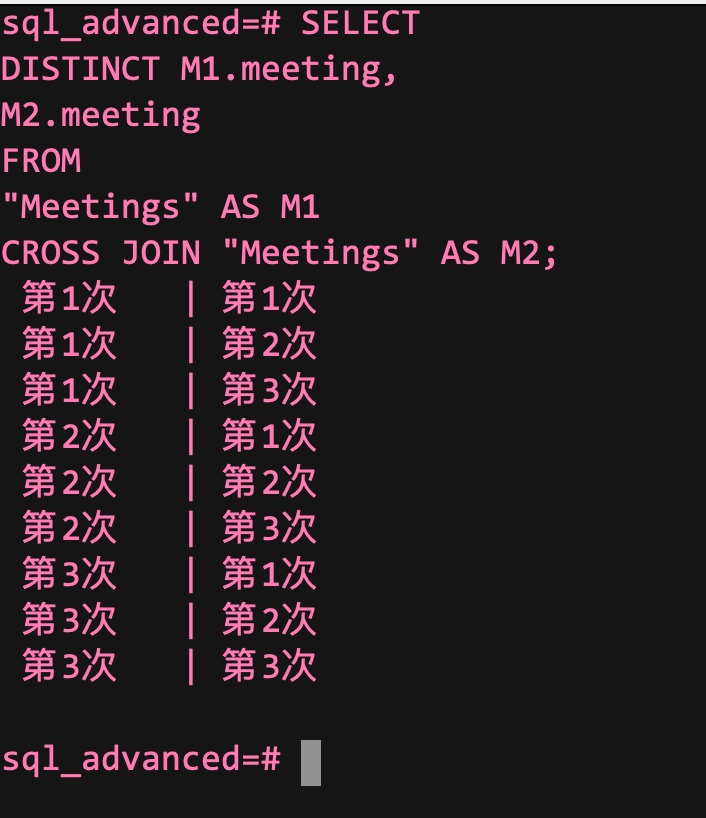 sql_advanced=# SELECT
DISTINCT M1.meeting,
M2.meeting
FROM
"Meetings" AS M1
CROSS JOIN "Meetings" AS M2;
第1次 | 第1次
第1次 | 第2次
第1次 | 第3次
第2次 | 第1次
第2次 | 第2次
第2次 | 第3次
第3次 | 第1次
第3次 | 第2次
第3次 | 第3次
sql_advanced=#